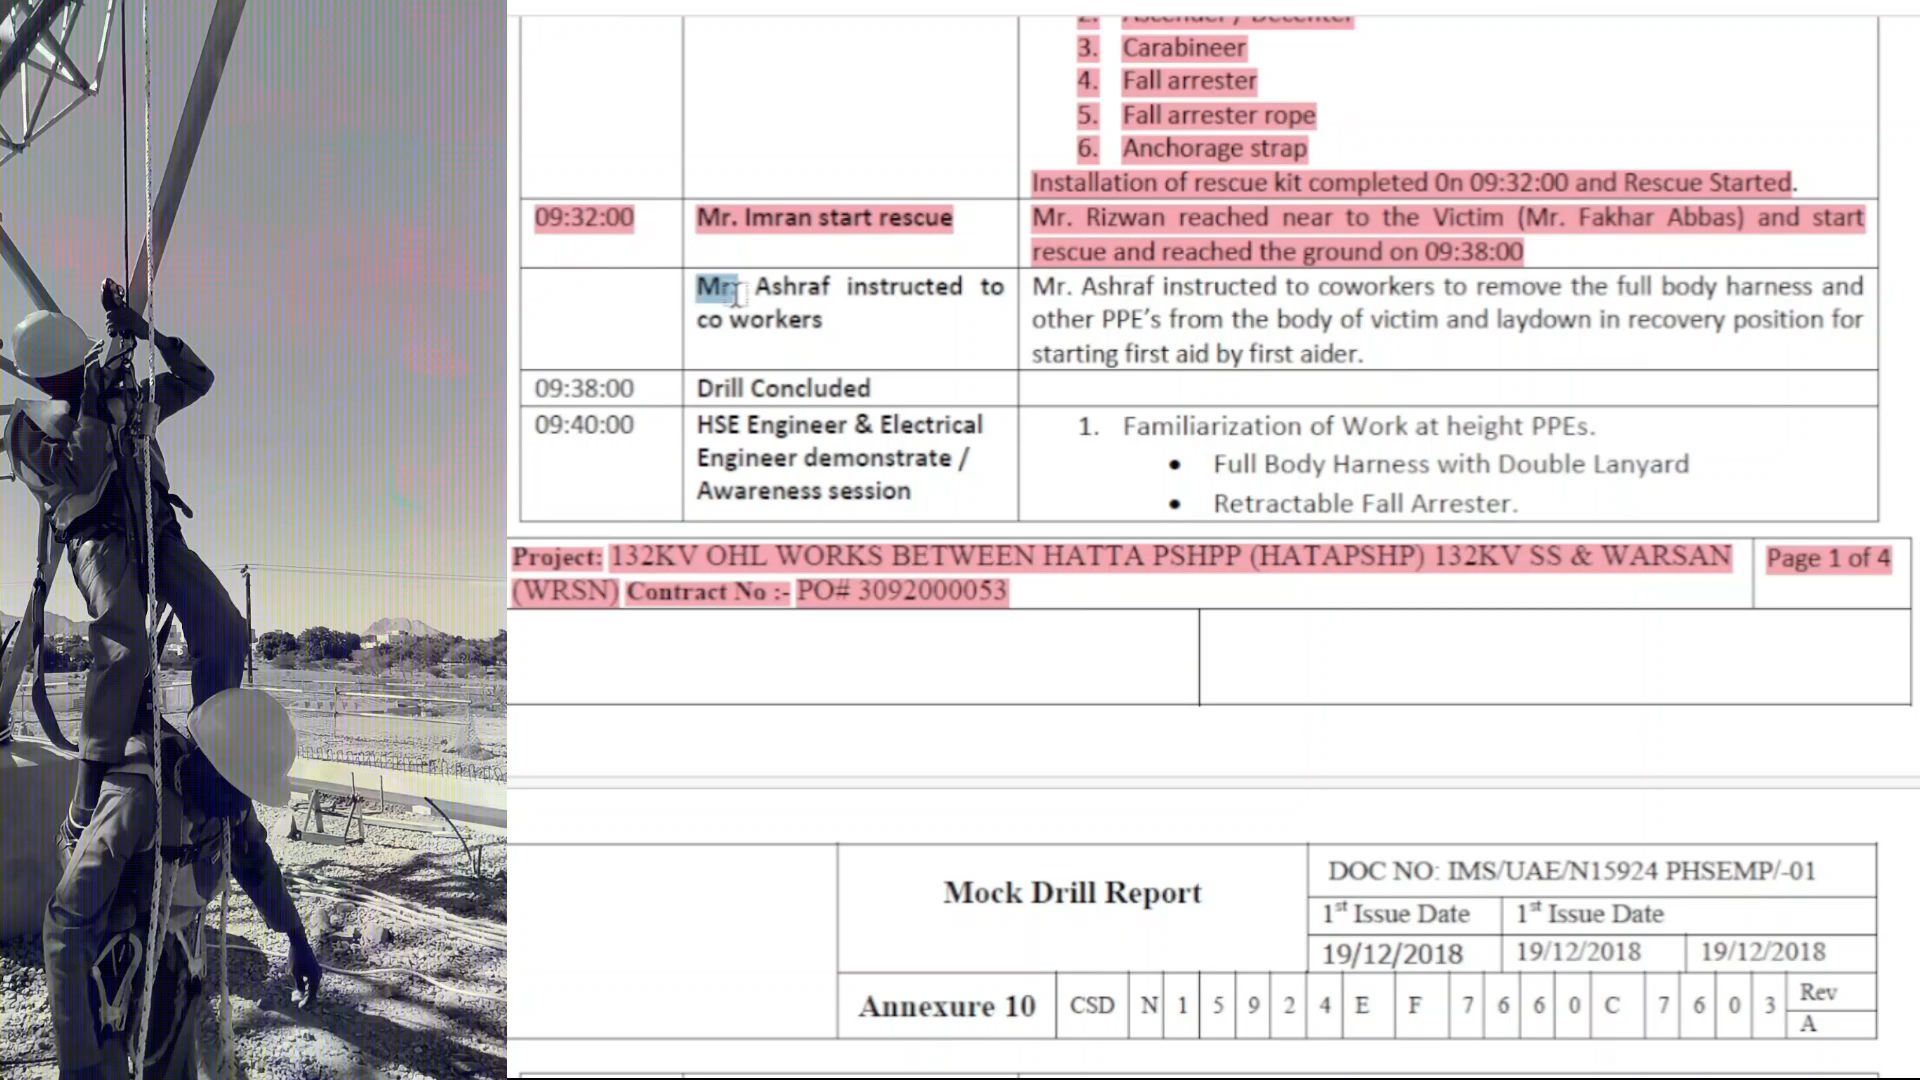 2. Ascender / Decenter
3. Carabineer
4. Fall arrester
5. Fall arrester rope
6. Anchorage strap
Installation of rescue kit completed 0n 09:32:00 and Rescue Started.
09:32:00
Mr. Imran start rescue
Mr. Rizwan reached near to the Victim (Mr. Fakhar Abbas) and start
rescue and reached the ground on 09:38:00
Mr. Ashraf instructed to
co workers
Mr. Ashraf instructed to coworkers to remove the full body harness and
other PPE's from the body of victim and laydown in recovery position for
starting first aid by first aider.
09:38:00
Drill Concluded
09:40:00
HSE Engineer & Electrical
Engineer demonstrate /
Awareness session
1. Familiarization of Work at height PPEs.
• Full Body Harness with Double Lanyard
• Retractable Fall Arrester.
Project: 132KV OHL WORKS BETWEEN HATTA PSHPP (HATAPSHP) 132KV SS & WARSAN
(WRSN) Contract No :- PO# 3092000053
Page 1 of 4
Mock Drill Report
DOC NO: IMS/UAE/N15924 PHSEMP/-01
1st Issue Date
1st Issue Date
19/12/2018
19/12/2018
19/12/2018
Annexure 10
CSD N 1 5 9 2 4 E F 7 6 6 0 C 7 6 0 3
Rev
A